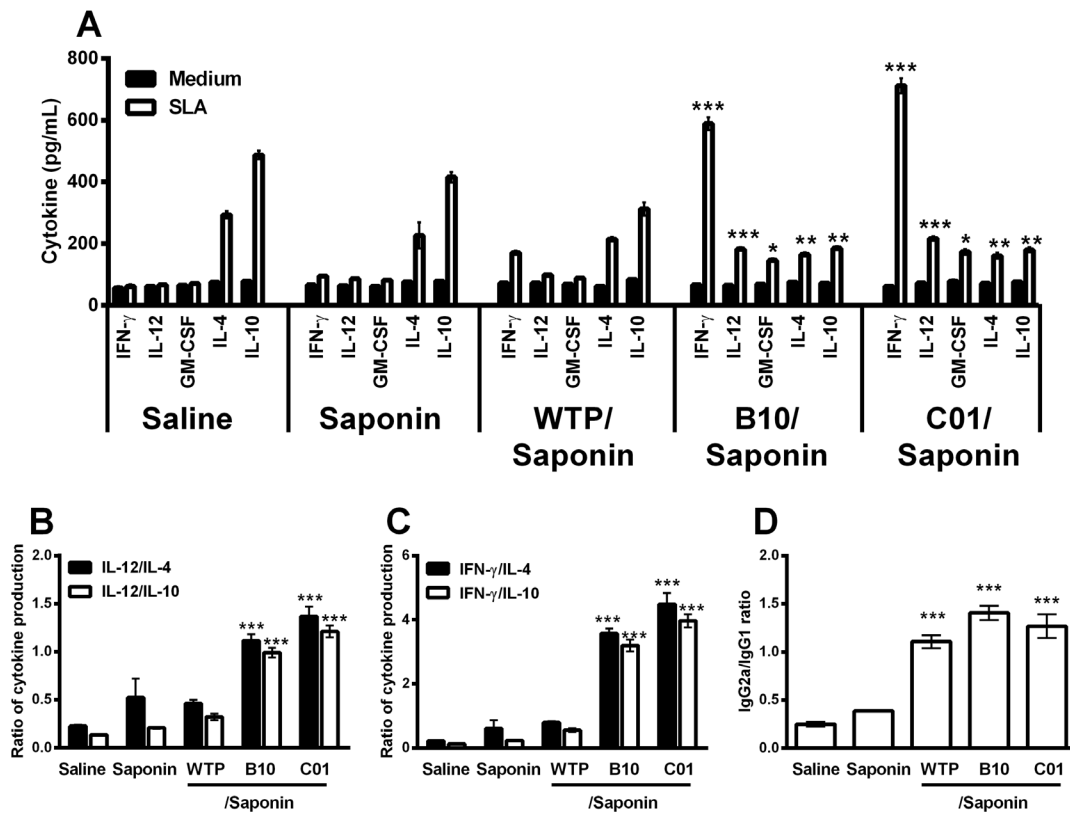 A
800
600
400
200
0
Cytokine (pg/mL)
Medium
SLA
***
***
*** * ** **
*** * ** **
IFN-γ IL-12 GM-CSF IL-4 IL-10 IFN-γ IL-12 GM-CSF IL-4 IL-10 IFN-γ IL-12 GM-CSF IL-4 IL-10 IFN-γ IL-12 GM-CSF IL-4 IL-10 IFN-γ IL-12 GM-CSF IL-4 IL-10
Saline Saponin WTP/ B10/ C01/
Saponin Saponin Saponin
B
Ratio of cytokine production
2.0
1.5
1.0
0.5
0.0
IL-12/IL-4
IL-12/IL-10
*** *** *** ***
Saline Saponin WTP B10 C01
/Saponin
C
Ratio of cytokine production
6
4
2
0
IFN-γ/IL-4
IFN-γ/IL-10
*** *** *** ***
Saline Saponin WTP B10 C01
/Saponin
D
IgG2a/IgG1 ratio
2.0
1.5
1.0
0.5
0.0
*** *** ***
Saline Saponin WTP B10 C01
/Saponin